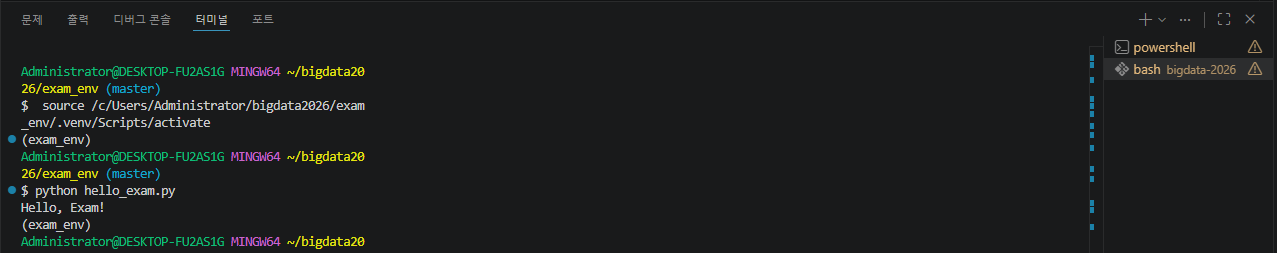 문제 출력 디버그 콘솔 터미널 포트
powershell
bash bigdata-2026
Administrator@DESKTOP-FU2AS1G MINGW64 ~/bigdata20
26/exam_env (master)
$  source /c/Users/Administrator/bigdata2026/exam
_env/.venv/Scripts/activate
(exam_env)
Administrator@DESKTOP-FU2AS1G MINGW64 ~/bigdata20
26/exam_env (master)
$ python hello_exam.py
Hello, Exam!
(exam_env)
Administrator@DESKTOP-FU2AS1G MINGW64 ~/bigdata20